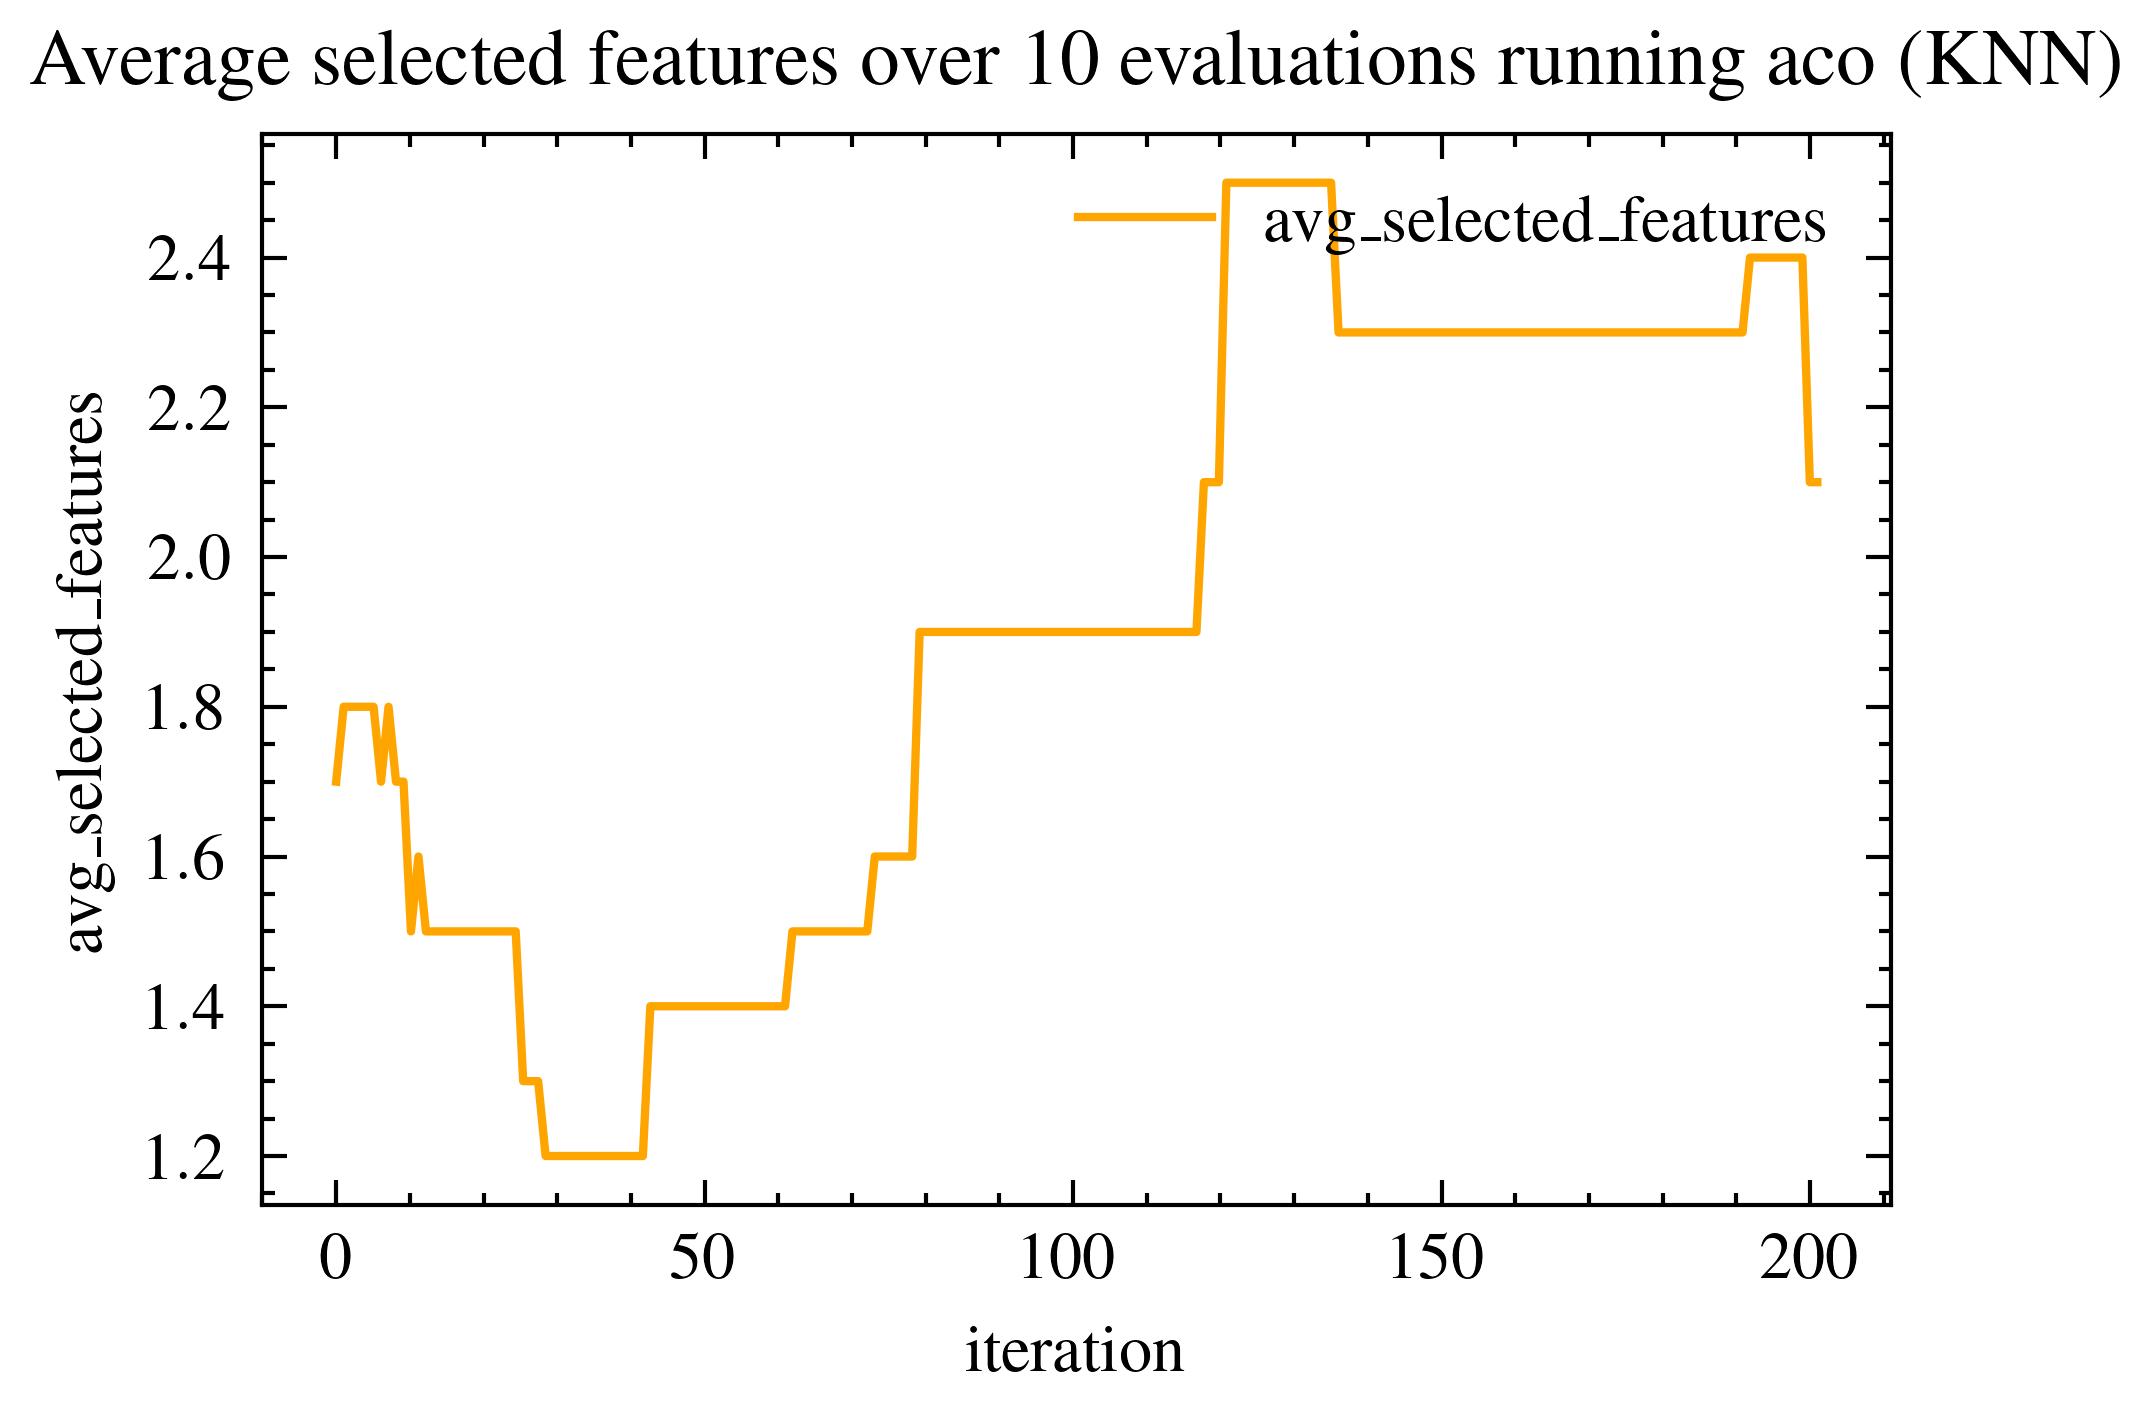 Average selected features over 10 evaluations running aco (KNN)
avg_selected_features
avg_selected_features
2.4
2.2
2.0
1.8
1.6
1.4
1.2
0 50 100 150 200
iteration